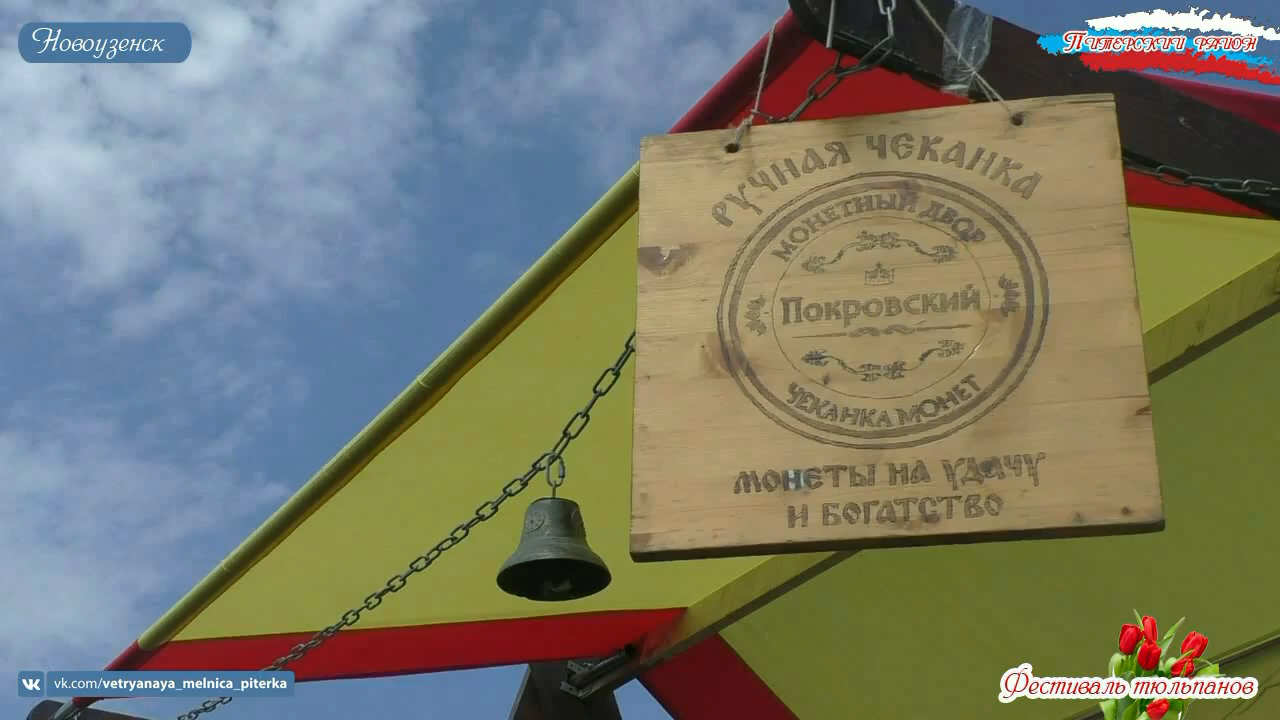 Новоузенск
Питерский район
РУЧНАЯ ЧЕКАНКА
МОНЕТНЫЙ ДВОР
Покровский
ЧЕКАНКА МОНЕТ
МОНЕТЫ НА УДАЧУ
И БОГАТСТВО
vk.com/vetryanaya_melnica_piterka
Фестиваль тюльпанов